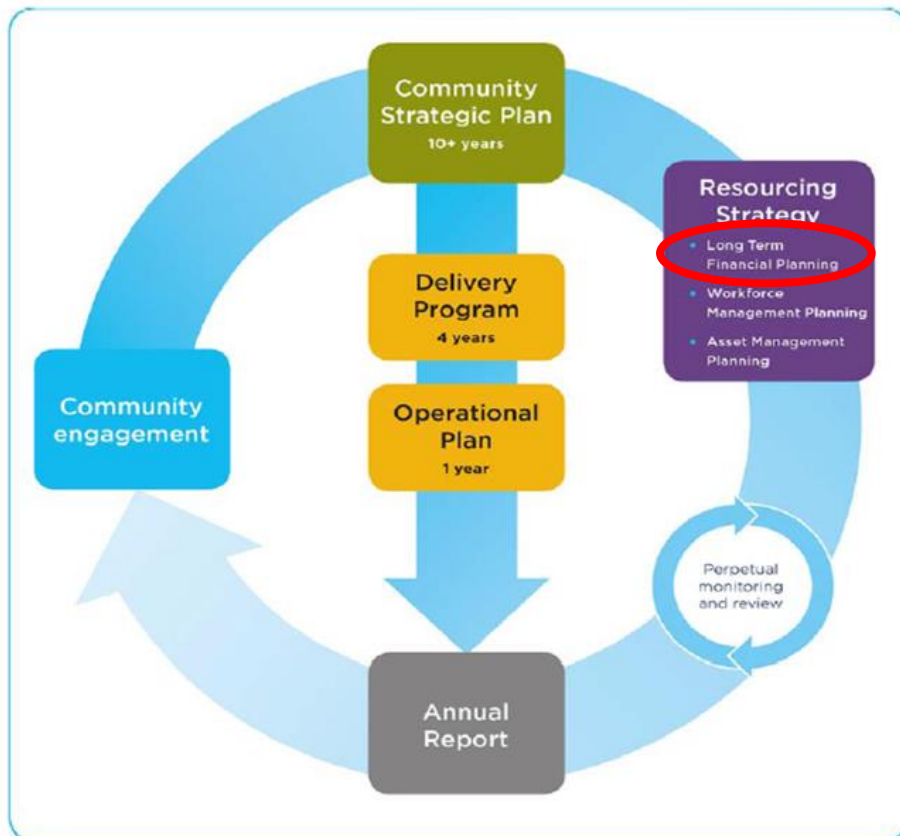 Community
Strategic Plan
10+ years
Resourcing
Strategy
• Long Term
Financial Planning
• Workforce
Management Planning
• Asset Management
Planning
Delivery
Program
4 years
Community
engagement
Operational
Plan
1 year
Perpetual
monitoring
and review
Annual
Report